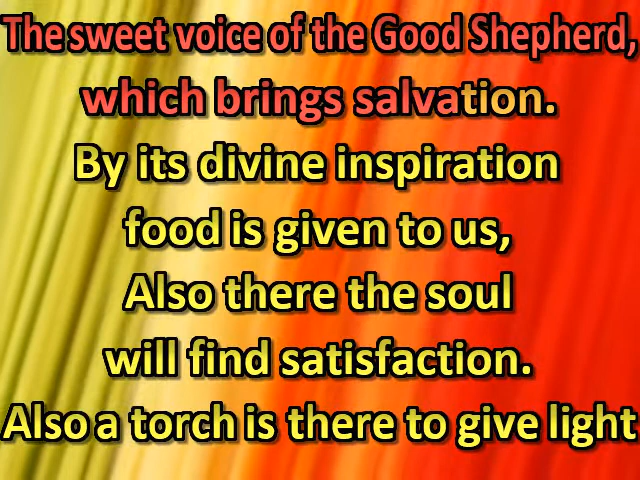 The sweet voice of the Good Shepherd,
which brings salvation.
By its divine inspiration
food is given to us,
Also there the soul
will find satisfaction.
Also a torch is there to give light